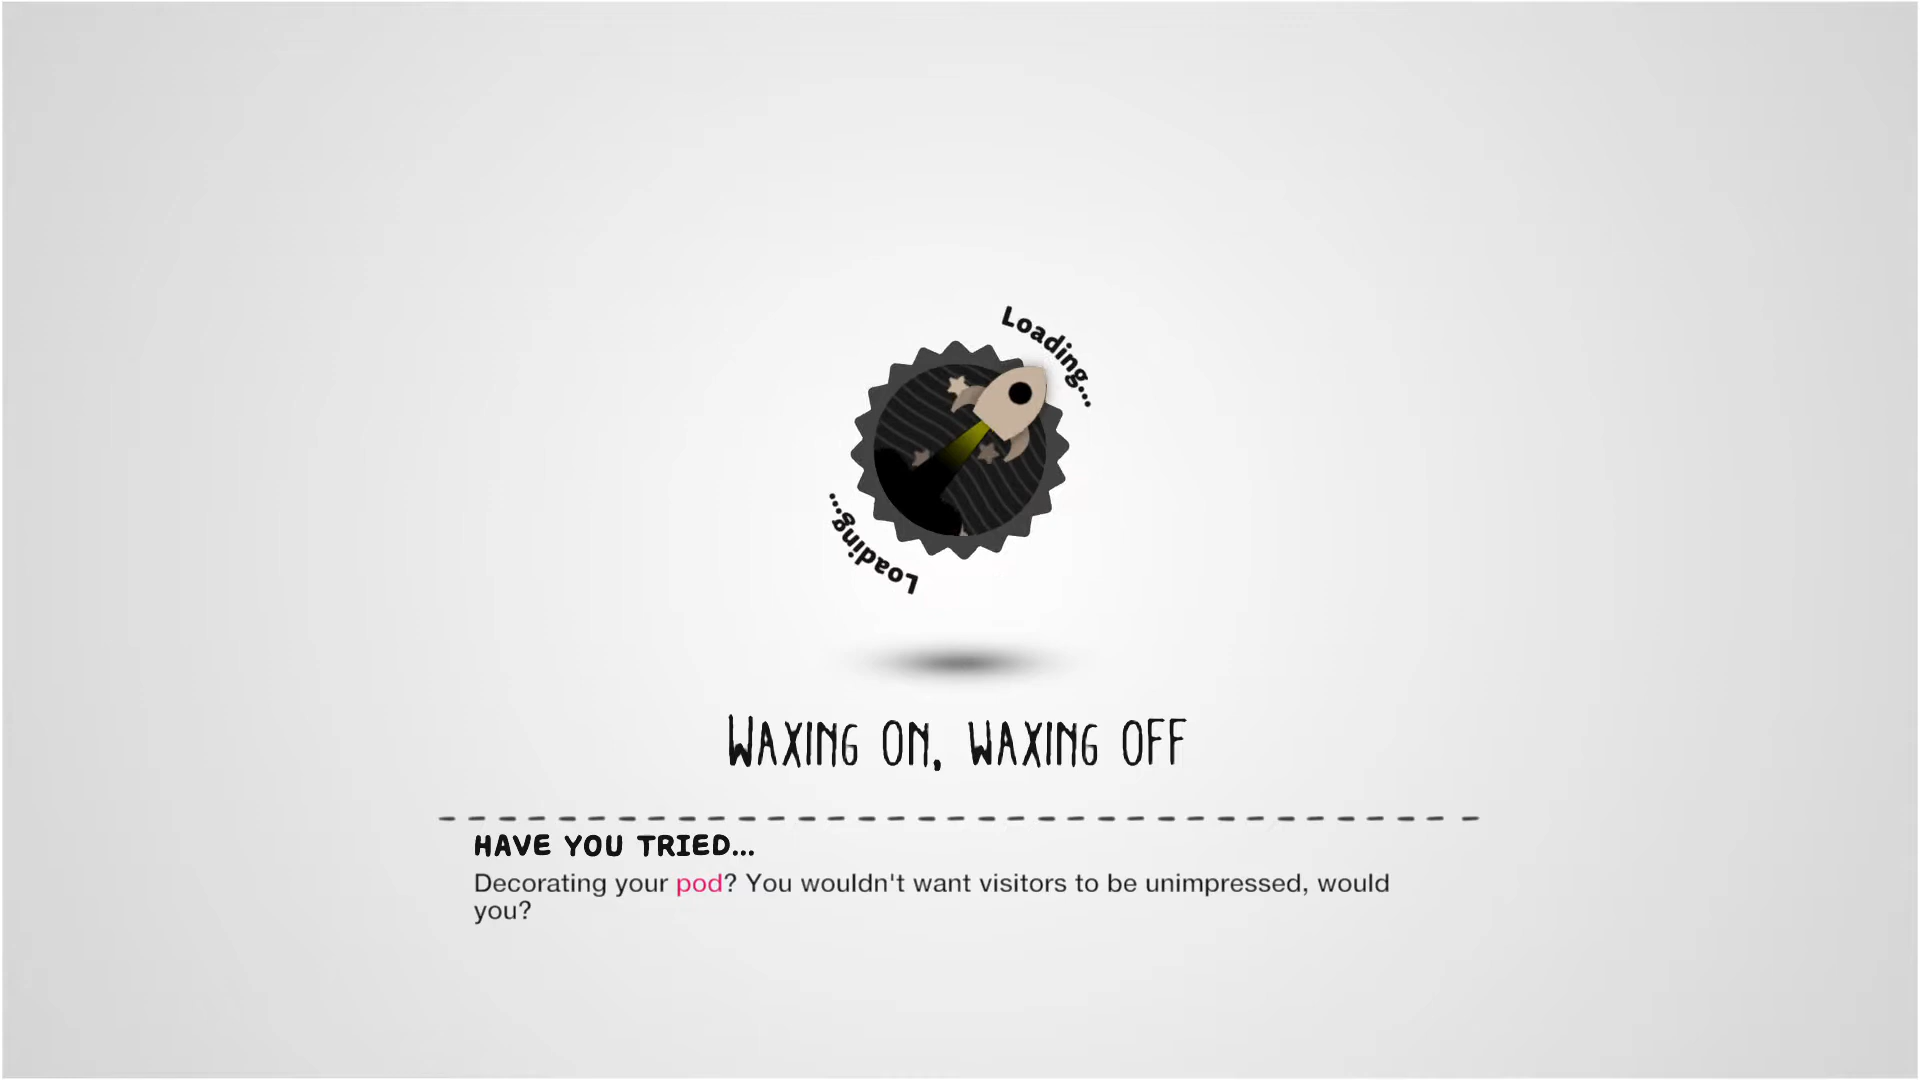 Loading...
Loading...
Waxing on, waxing off
HAVE YOU TRIED...
Decorating your pod? You wouldn't want visitors to be unimpressed, would
you?